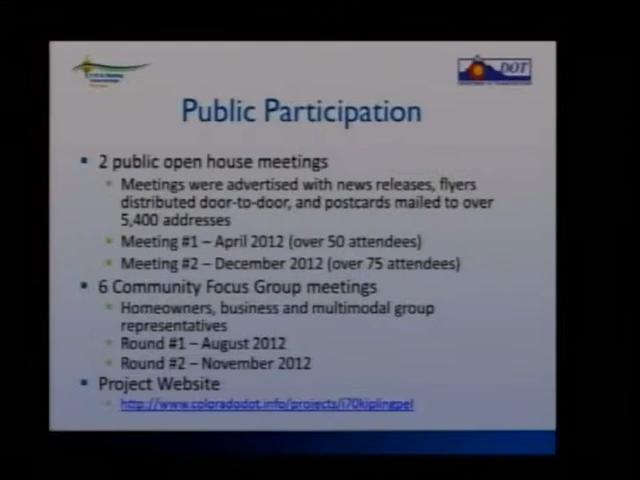 DOT
Public Participation
2 public open house meetings
Meetings were advertised with news releases, flyers
distributed door-to-door, and postcards mailed to over
5,400 addresses
Meeting #1 – April 2012 (over 50 attendees)
Meeting #2 – December 2012 (over 75 attendees)
6 Community Focus Group meetings
Homeowners, business and multimodal group
representatives
Round #1 – August 2012
Round #2 – November 2012
Project Website
http://www.coloradodot.info/projects/i70kiplingpel